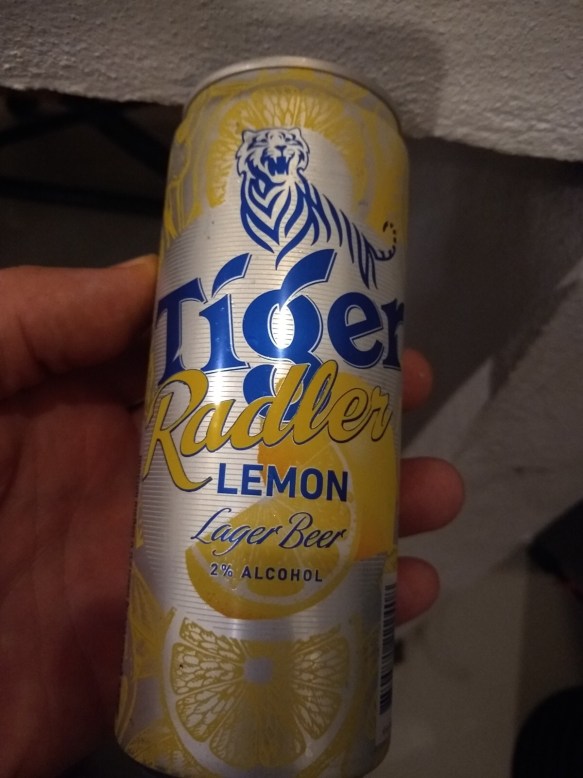 Tiger
Radler
LEMON
Lager Beer
2% ALCOHOL